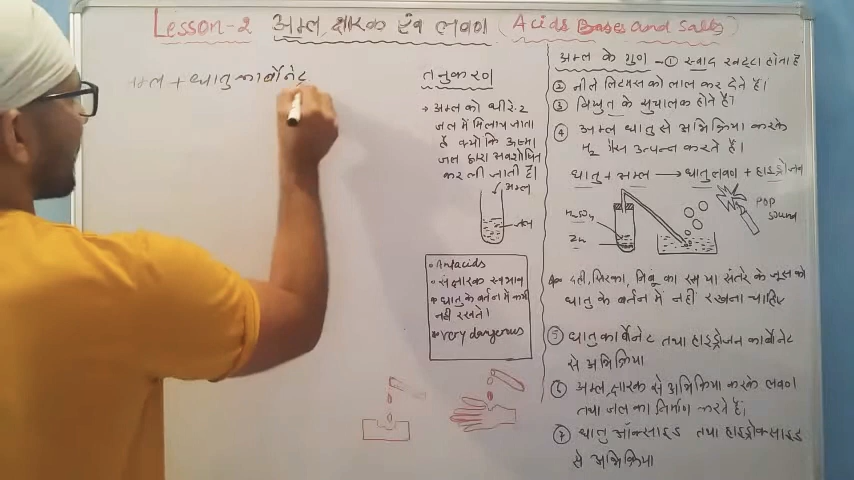 Lesson-2 अम्ल क्षारक एंव लवण (Acids Bases and Salts)
अम्ल + धातु कार्बोनेट
तनुकरण
→ अम्ल को धीरे-2
जल में मिलाया जाता
है क्योंकि ऊष्मा
जल द्वारा अवशोषित
कर ली जाती है।
अम्ल
जल
• Antacids
• संक्षारक स्वभाव
• धातु के बर्तन में कभी
नहीं रखते।
• very dangerous
अम्ल के गुण - ① स्वाद खट्टा होता है
② नीले लिटमस को लाल कर देते है।
③ विद्युत के सुचालक होते है।
④ अम्ल धातु से अभिक्रिया करके
H₂ गैस उत्पन्न करते है।
धातु + अम्ल → धातु लवण + हाइड्रोजन
H₂SO₄
Zn
POP
sound
दही, सिरका, निंबू का रस या संतरे के जूस को
धातु के बर्तन में नहीं रखना चाहिए
⑤ धातु कार्बोनेट तथा हाइड्रोजन कार्बोनेट
से अभिक्रिया
⑥ अम्ल, क्षारक से अभिक्रिया करके लवण
तथा जल का निर्माण करते है।
⑦ धातु ऑक्साइड तथा हाइड्रोक्साइड
से अभिक्रिया